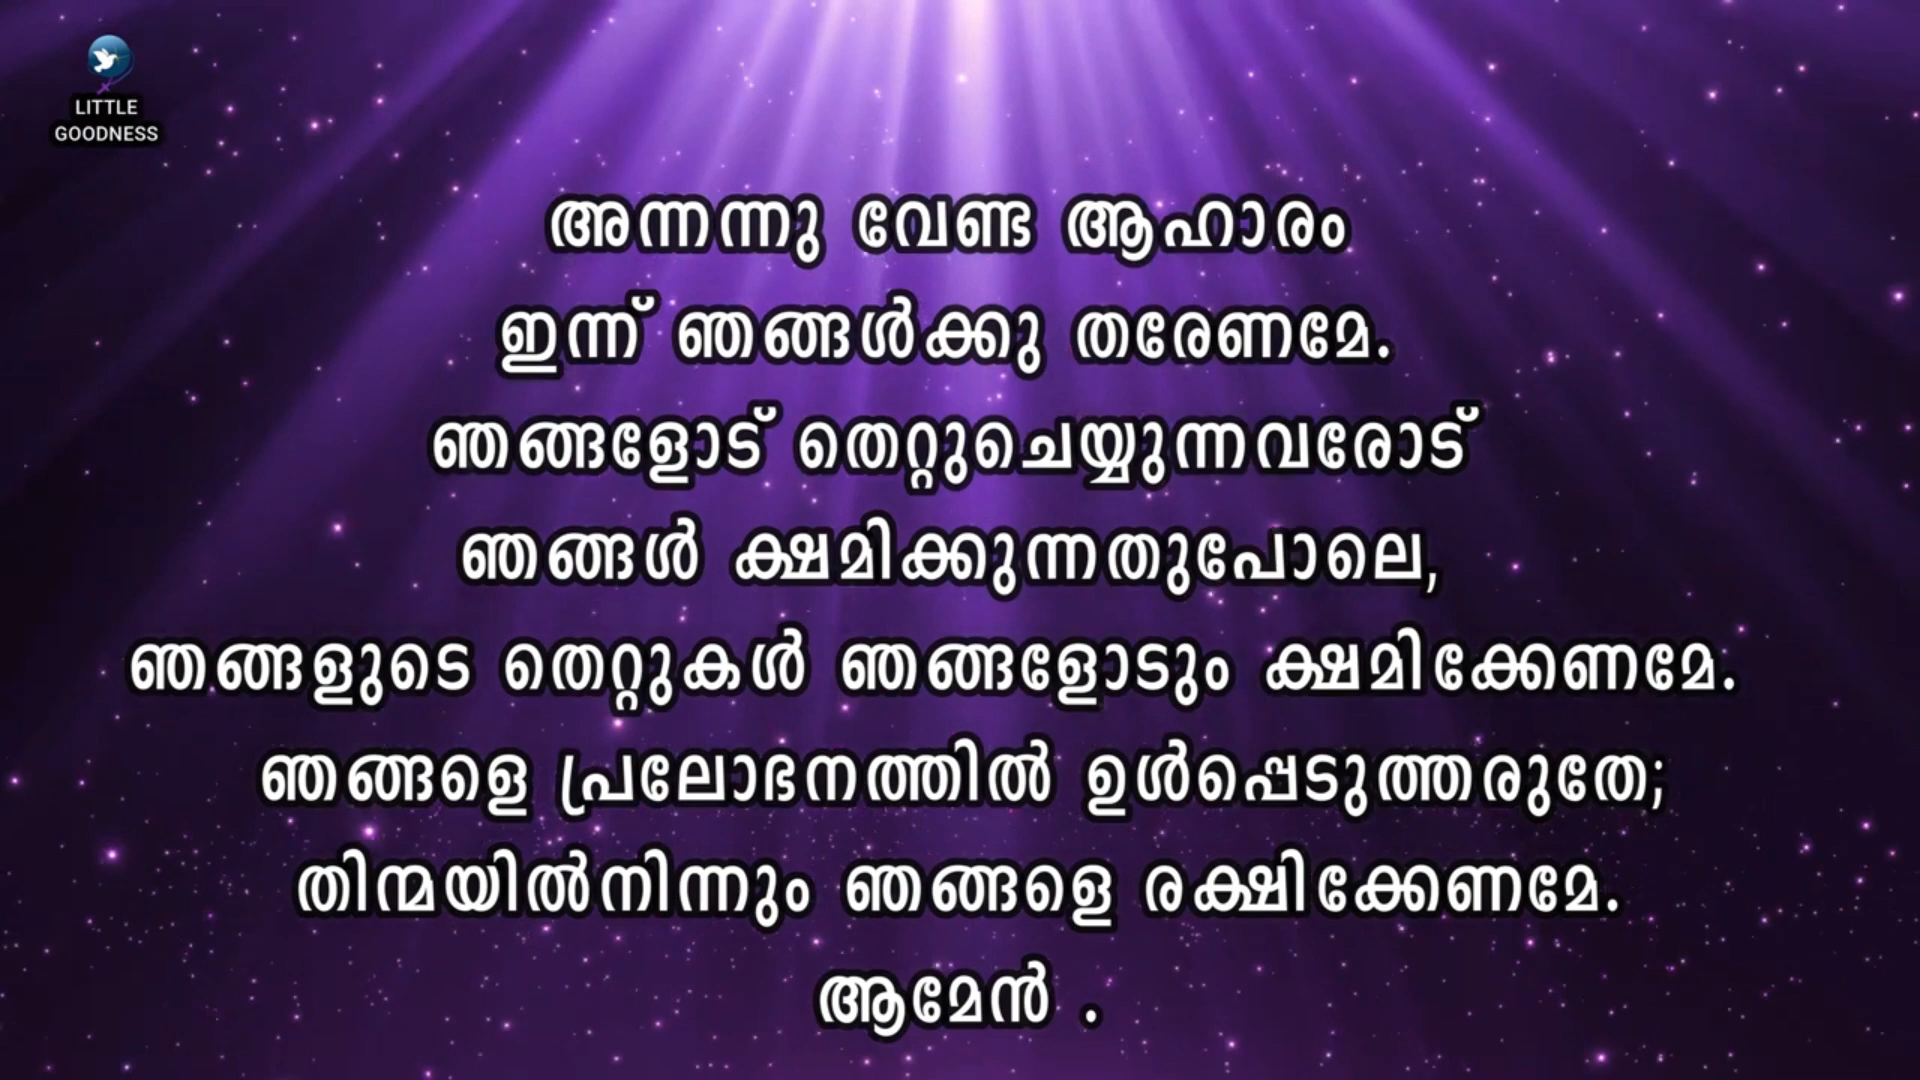 LITTLE
GOODNESS
അന്നന്നു വേണ്ട ആഹാരം
ഇന്ന് ഞങ്ങൾക്കു തരേണമേ.
ഞങ്ങളോട് തെറ്റുചെയ്യുന്നവരോട്
ഞങ്ങൾ ക്ഷമിക്കുന്നതുപോലെ,
ഞങ്ങളുടെ തെറ്റുകൾ ഞങ്ങളോടും ക്ഷമിക്കേണമേ.
ഞങ്ങളെ പ്രലോഭനത്തിൽ ഉൾപ്പെടുത്തരുതേ;
തിന്മയിൽനിന്നും ഞങ്ങളെ രക്ഷിക്കേണമേ.
ആമേൻ .